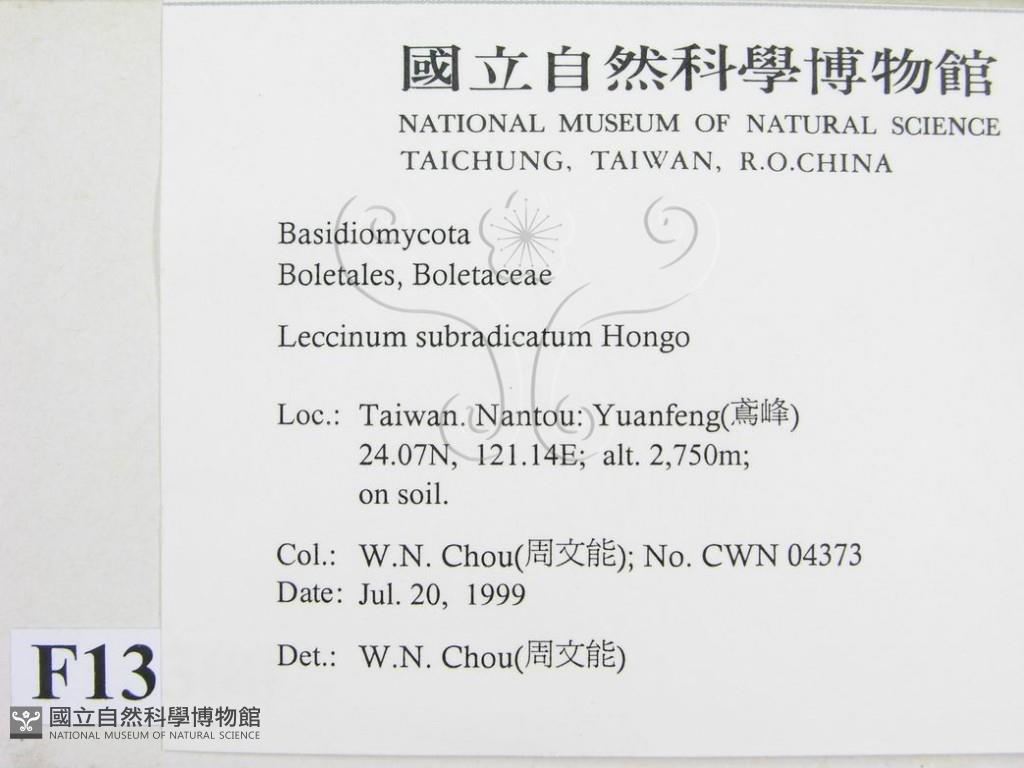 國立自然科學博物館
NATIONAL MUSEUM OF NATURAL SCIENCE
TAICHUNG, TAIWAN, R.O.CHINA
Basidiomycota
Boletales, Boletaceae
Leccinum subradicatum Hongo
Loc.: Taiwan. Nantou: Yuanfeng(鳶峰)
24.07N, 121.14E; alt. 2,750m;
on soil.
Col.: W.N. Chou(周文能); No. CWN 04373
Date: Jul. 20, 1999
Det.: W.N. Chou(周文能)
F13
國立自然科學博物館
NATIONAL MUSEUM OF NATURAL SCIENCE